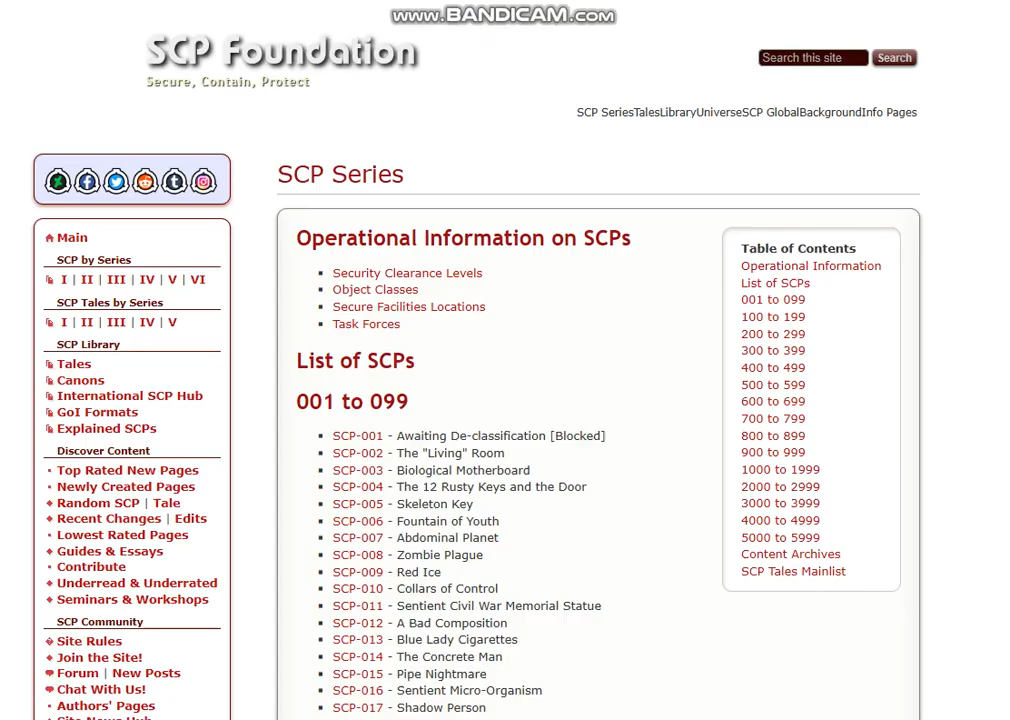 www.BANDICAM.com
SCP Foundation
Secure, Contain, Protect
Search this site
Search
SCP SeriesTalesLibraryUniverseSCP GlobalBackgroundInfo Pages
Main
SCP by Series
I | II | III | IV | V | VI
SCP Tales by Series
I | II | III | IV | V
SCP Library
Tales
Canons
International SCP Hub
GoI Formats
Explained SCPs
Discover Content
Top Rated New Pages
Newly Created Pages
Random SCP | Tale
Recent Changes | Edits
Lowest Rated Pages
Guides & Essays
Contribute
Underread & Underrated
Seminars & Workshops
SCP Community
Site Rules
Join the Site!
Forum | New Posts
Chat With Us!
Authors' Pages
Site News Hub
SCP Series
Operational Information on SCPs
Security Clearance Levels
Object Classes
Secure Facilities Locations
Task Forces
List of SCPs
001 to 099
SCP-001 - Awaiting De-classification [Blocked]
SCP-002 - The "Living" Room
SCP-003 - Biological Motherboard
SCP-004 - The 12 Rusty Keys and the Door
SCP-005 - Skeleton Key
SCP-006 - Fountain of Youth
SCP-007 - Abdominal Planet
SCP-008 - Zombie Plague
SCP-009 - Red Ice
SCP-010 - Collars of Control
SCP-011 - Sentient Civil War Memorial Statue
SCP-012 - A Bad Composition
SCP-013 - Blue Lady Cigarettes
SCP-014 - The Concrete Man
SCP-015 - Pipe Nightmare
SCP-016 - Sentient Micro-Organism
SCP-017 - Shadow Person
Table of Contents
Operational Information
List of SCPs
001 to 099
100 to 199
200 to 299
300 to 399
400 to 499
500 to 599
600 to 699
700 to 799
800 to 899
900 to 999
1000 to 1999
2000 to 2999
3000 to 3999
4000 to 4999
5000 to 5999
Content Archives
SCP Tales Mainlist